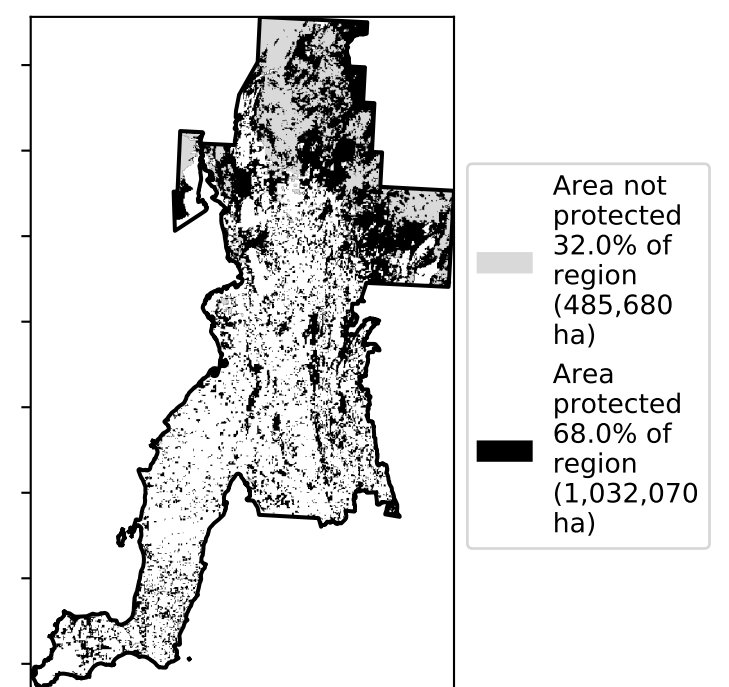 Area not
protected
32.0% of
region
(485,680
ha)
Area
protected
68.0% of
region
(1,032,070
ha)